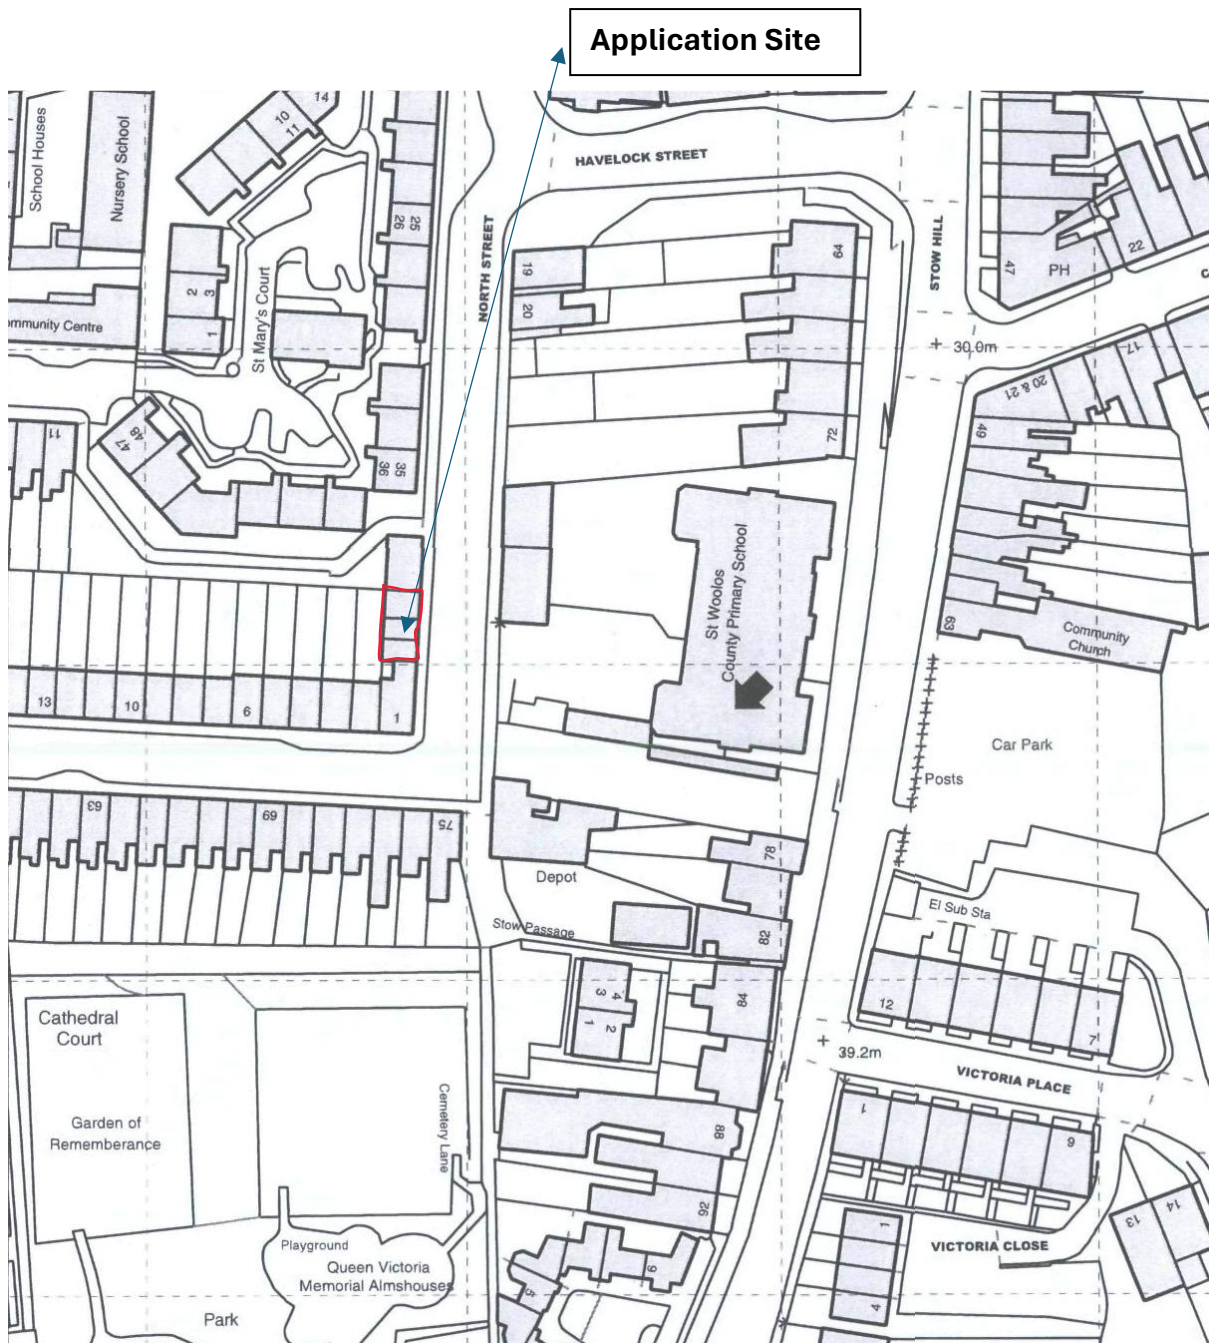 Application Site
School Houses
Nursery School
14
10
11
HAVELOCK STREET
NORTH STREET
STOW HILL
25
26
19
20
64
47
PH
22
2
3
1
St Mary's Court
mmunity Centre
30.0m
17
20 & 21
49
11
47
48
35
36
72
St Woolos
County Primary School
63
Community
Church
13
10
6
1
Car Park
Posts
63
69
75
78
Depot
El Sub Sta
Stow Passage
82
3
4
1
2
84
12
7
Cathedral
Court
39.2m
VICTORIA PLACE
Garden of
Rememberance
Cemetery Lane
88
1
9
92
13
14
1
VICTORIA CLOSE
Playground
Queen Victoria
Memorial Almshouses
5
4
Park